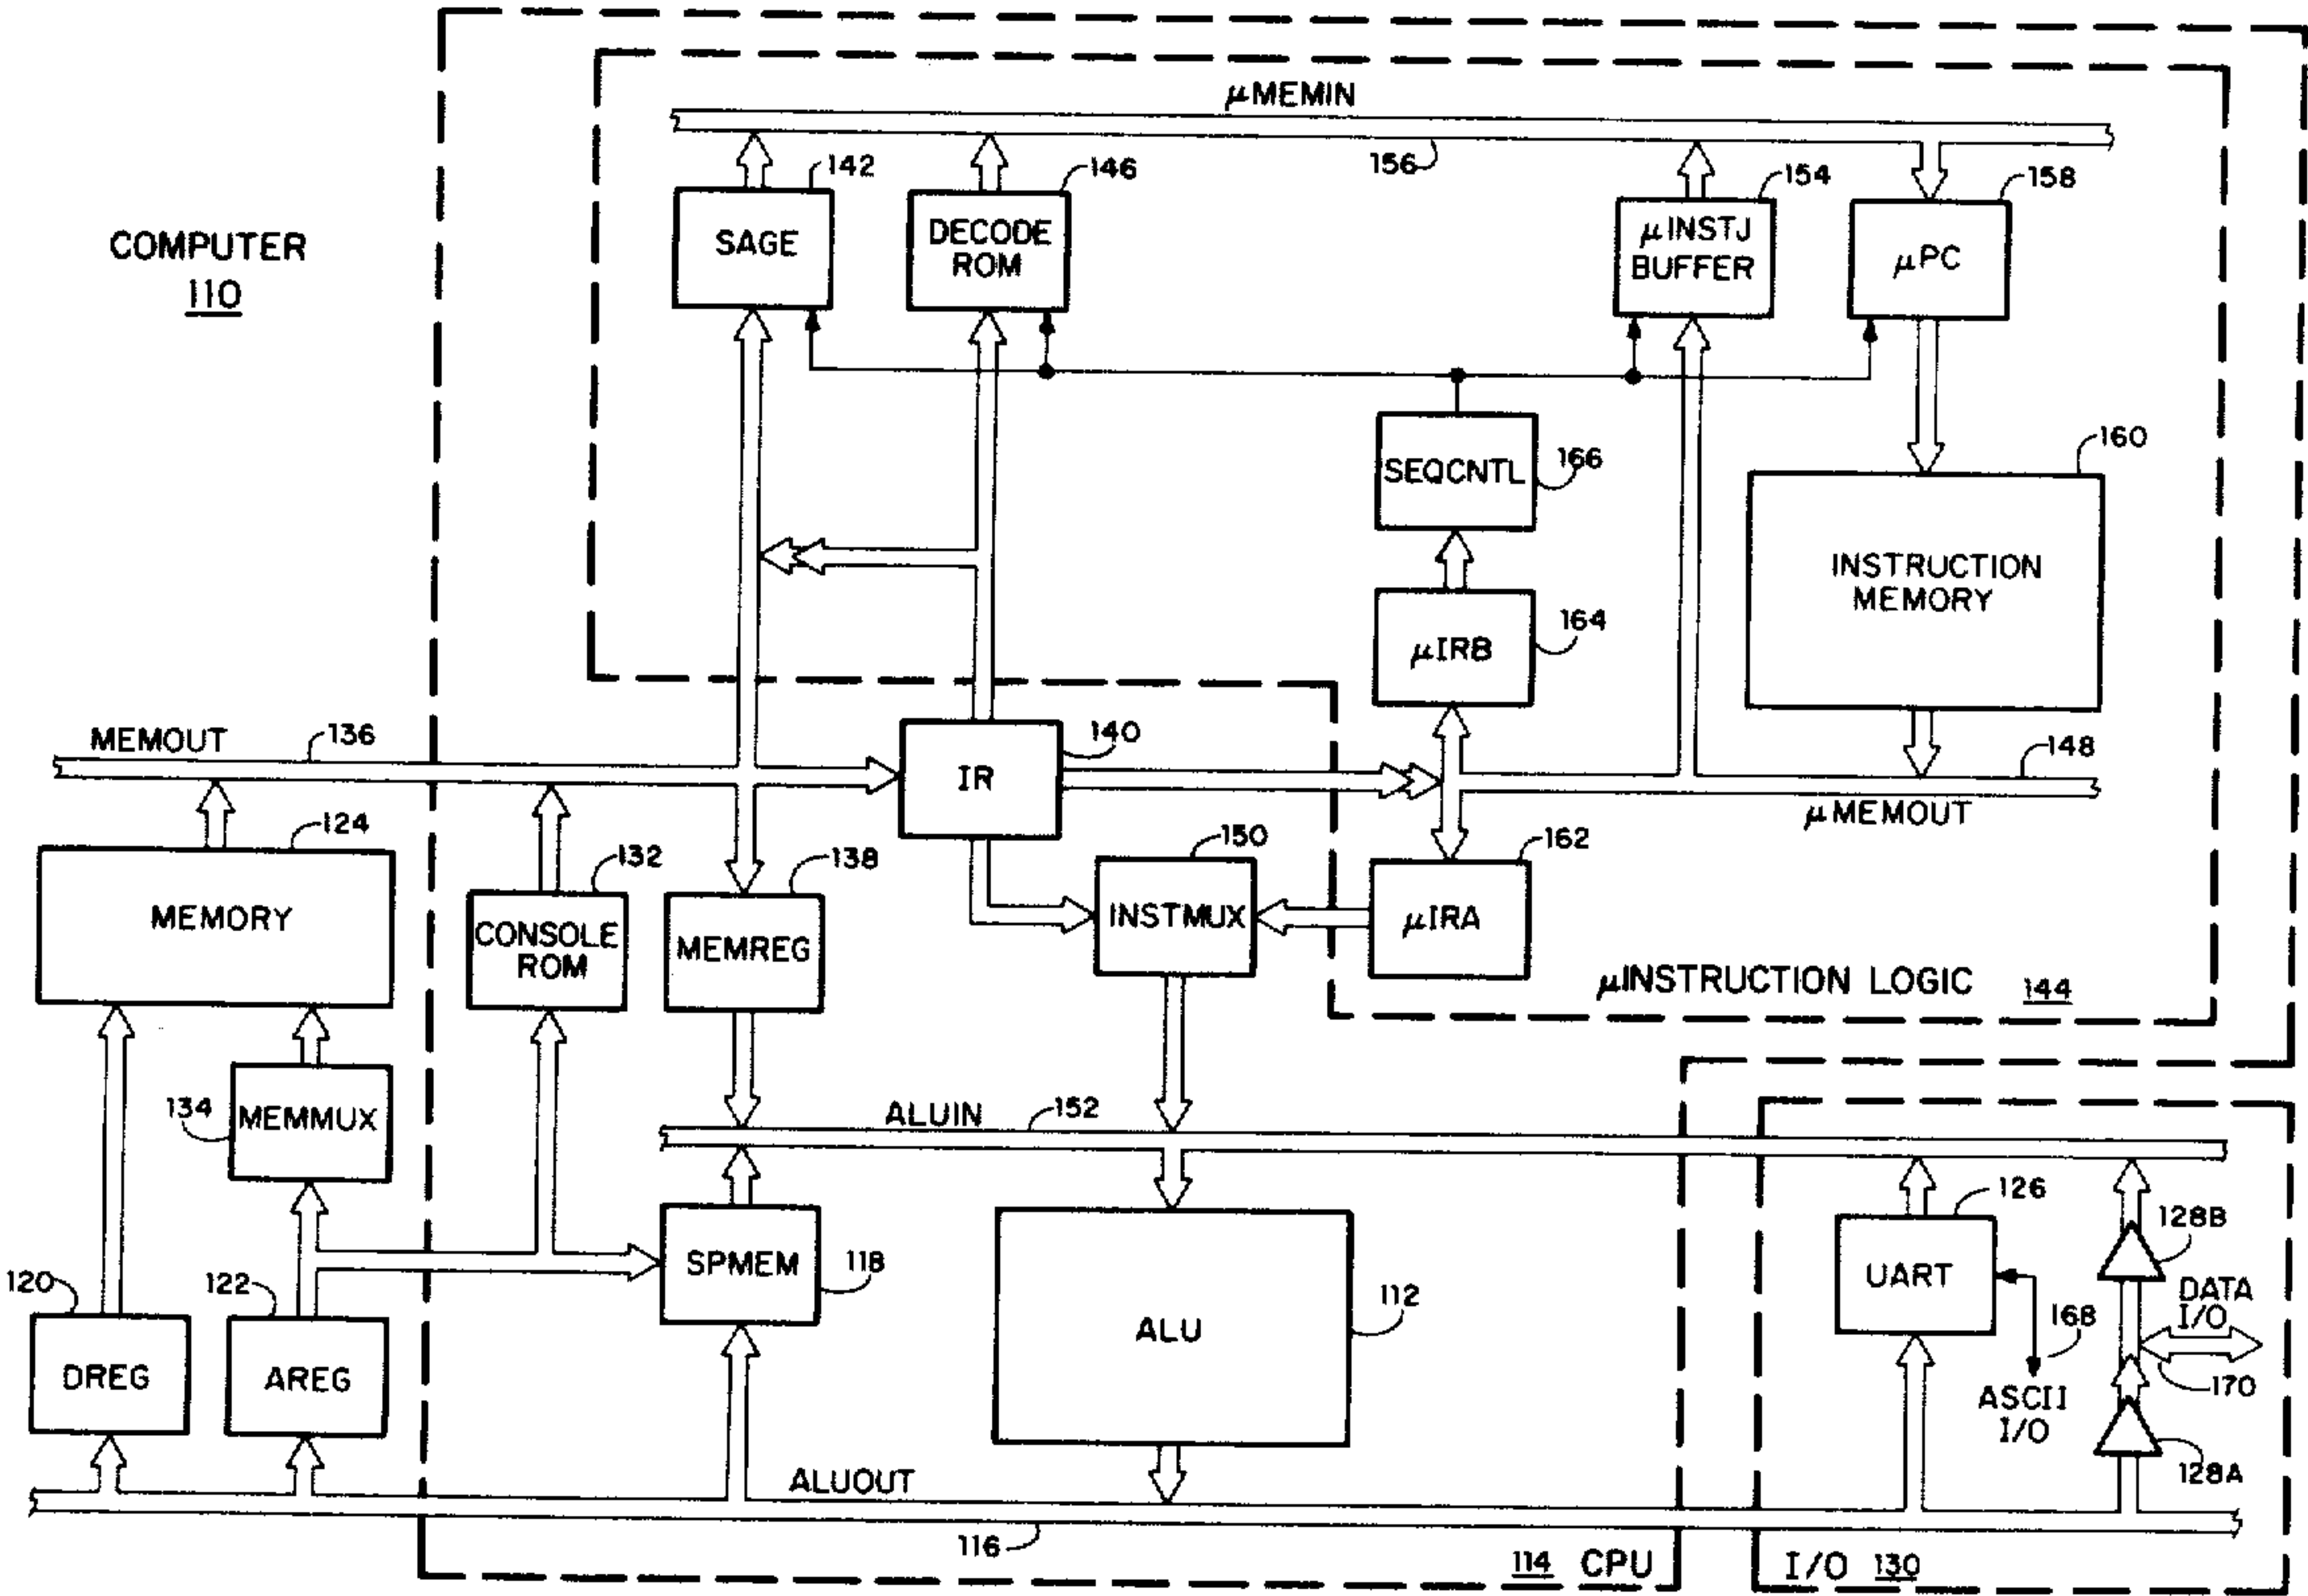 μMEMIN
156
142
146
154
158
SAGE
DECODE
ROM
μINSTJ
BUFFER
μPC
COMPUTER
110
SEQCNTL
166
160
INSTRUCTION
MEMORY
μIRB
164
MEMOUT
136
IR
140
148
μMEMOUT
124
MEMORY
132
CONSOLE
ROM
138
MEMREG
150
INSTMUX
162
μIRA
μINSTRUCTION LOGIC 144
134
MEMMUX
ALUIN
152
SPMEM
118
ALU
112
126
UART
128B
DATA
I/O
168
170
ASCII
I/O
128A
120
DREG
122
AREG
ALUOUT
116
114 CPU
I/O 130